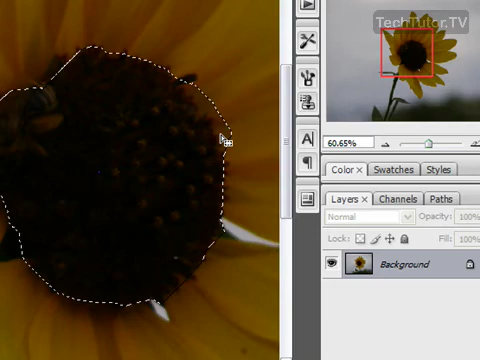 TechTutor.TV
60.65%
Color × Swatches Styles
Layers × Channels Paths
Normal Opacity: 100%
Lock: Fill: 100%
Background